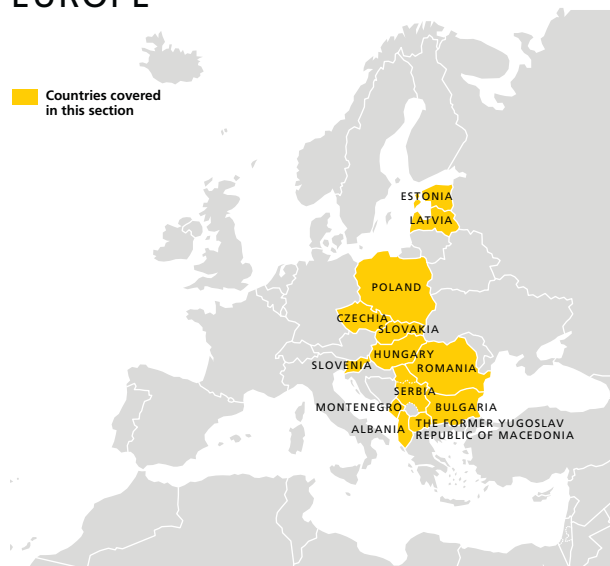 EUROPE
Countries covered
in this section
ESTONIA
LATVIA
POLAND
CZECHIA
SLOVAKIA
HUNGARY
SLOVENIA
ROMANIA
SERBIA
MONTENEGRO
BULGARIA
ALBANIA
THE FORMER YUGOSLAV
REPUBLIC OF MACEDONIA